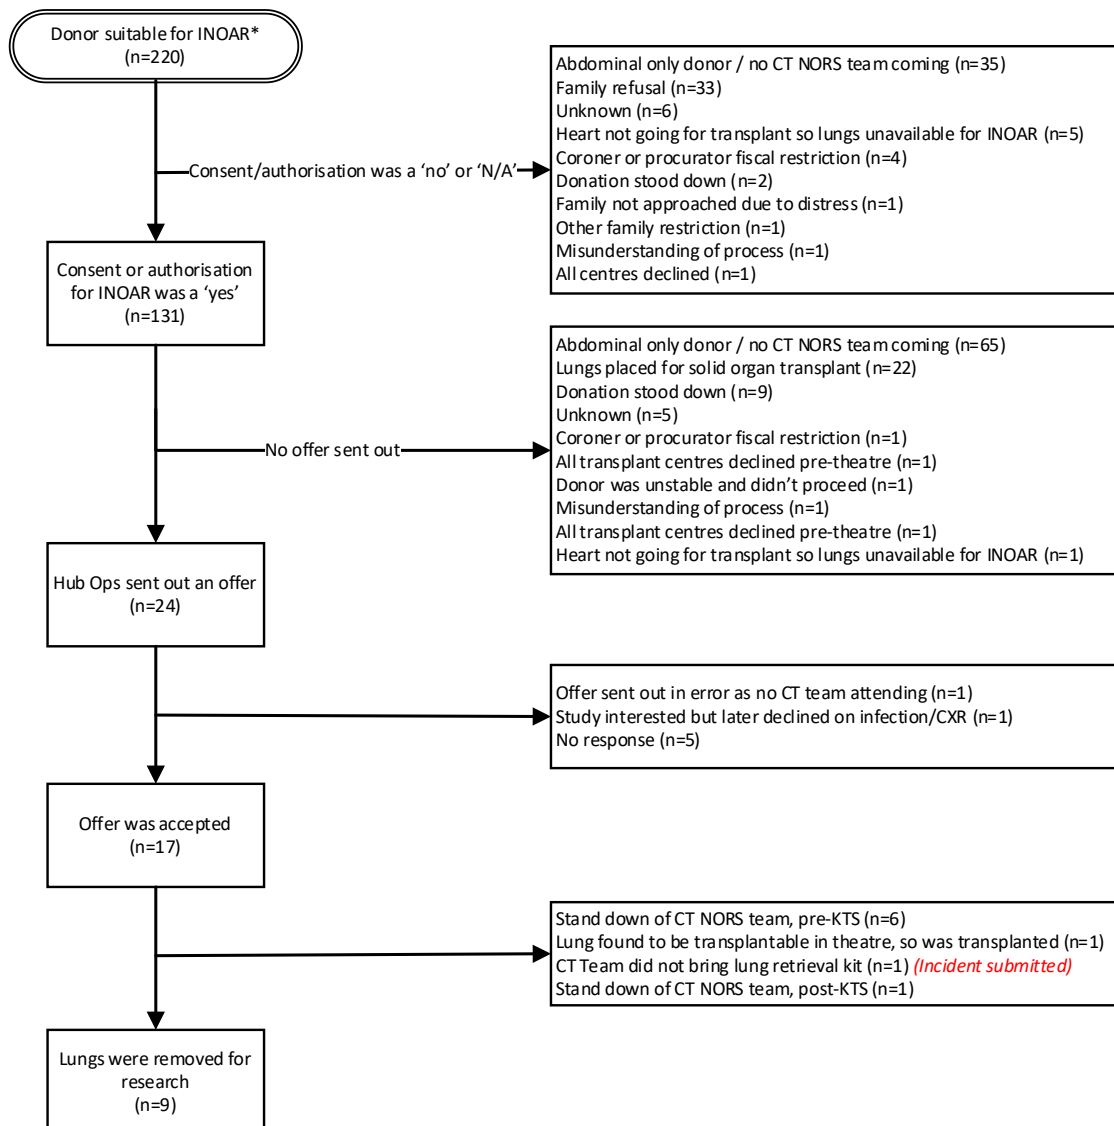 Donor suitable for INOAR*
(n=220)
Abdominal only donor / no CT NORS team coming (n=35)
Family refusal (n=33)
Unknown (n=6)
Heart not going for transplant so lungs unavailable for INOAR (n=5)
Coroner or procurator fiscal restriction (n=4)
Donation stood down (n=2)
Family not approached due to distress (n=1)
Other family restriction (n=1)
Misunderstanding of process (n=1)
All centres declined (n=1)
Consent/authorisation was a ‘no’ or ‘N/A’
Consent or authorisation
for INOAR was a ‘yes’
(n=131)
Abdominal only donor / no CT NORS team coming (n=65)
Lungs placed for solid organ transplant (n=22)
Donation stood down (n=9)
Unknown (n=5)
Coroner or procurator fiscal restriction (n=1)
All transplant centres declined pre-theatre (n=1)
Donor was unstable and didn’t proceed (n=1)
Misunderstanding of process (n=1)
All transplant centres declined pre-theatre (n=1)
Heart not going for transplant so lungs unavailable for INOAR (n=1)
No offer sent out
Hub Ops sent out an offer
(n=24)
Offer sent out in error as no CT team attending (n=1)
Study interested but later declined on infection/CXR (n=1)
No response (n=5)
Offer was accepted
(n=17)
Stand down of CT NORS team, pre-KTS (n=6)
Lung found to be transplantable in theatre, so was transplanted (n=1)
CT Team did not bring lung retrieval kit (n=1) (Incident submitted)
Stand down of CT NORS team, post-KTS (n=1)
Lungs were removed for
research
(n=9)